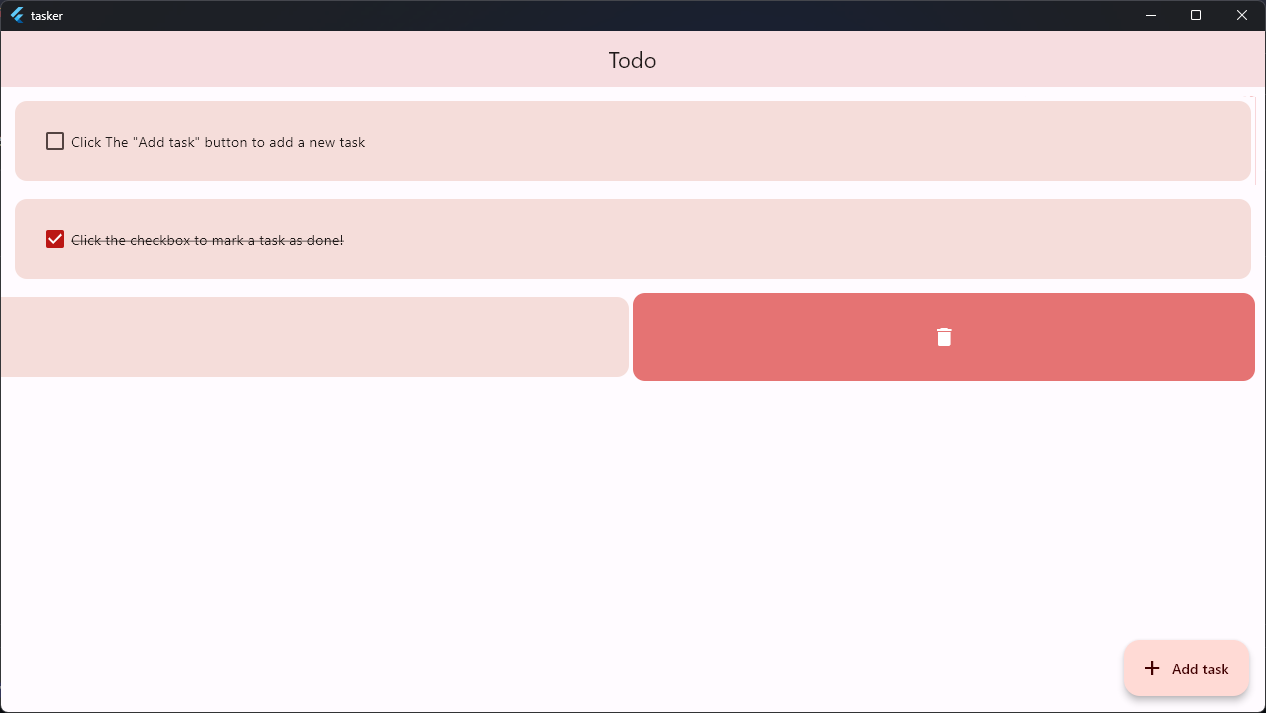 tasker
Todo
Click The "Add task" button to add a new task
Click the checkbox to mark a task as done!
Add task